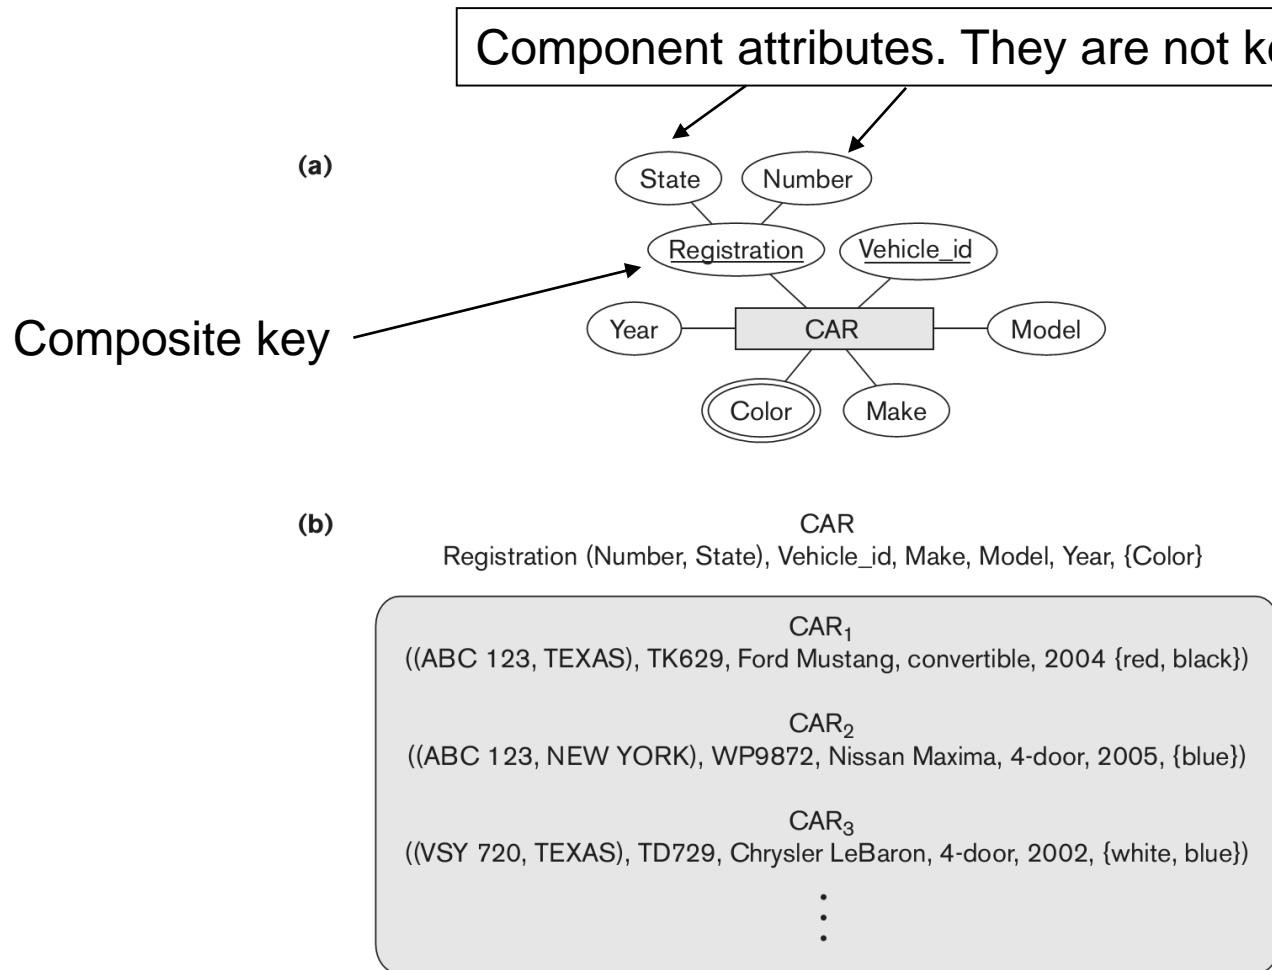 Component attributes. They are not
(a)
State
Number
Registration
Vehicle_id
Composite key
Year
CAR
Model
Color
Make
(b)
CAR
Registration (Number, State), Vehicle_id, Make, Model, Year, {Color}
CAR1
((ABC 123, TEXAS), TK629, Ford Mustang, convertible, 2004 {red, black})
CAR2
((ABC 123, NEW YORK), WP9872, Nissan Maxima, 4-door, 2005, {blue})
CAR3
((VSY 720, TEXAS), TD729, Chrysler LeBaron, 4-door, 2002, {white, blue})